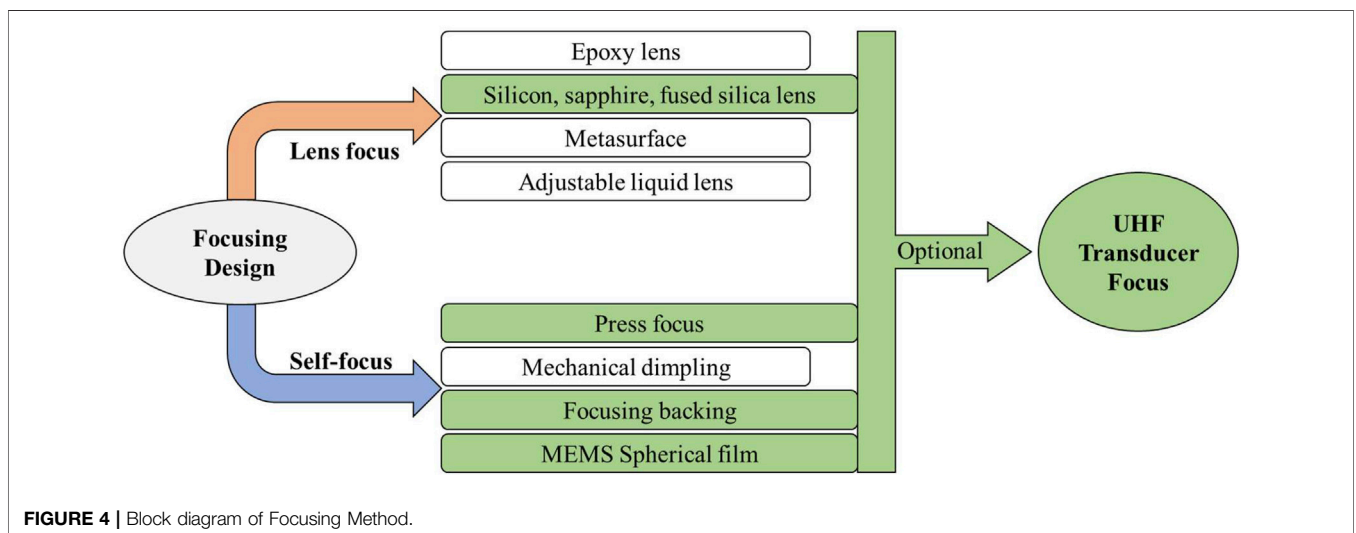 Epoxy lens
Silicon, sapphire, fused silica lens
Lens focus
Metasurface
Adjustable liquid lens
Focusing
Design
Optional
UHF
Transducer
Focus
Press focus
Self-focus
Mechanical dimpling
Focusing backing
MEMS Spherical film
FIGURE 4 | Block diagram of Focusing Method.